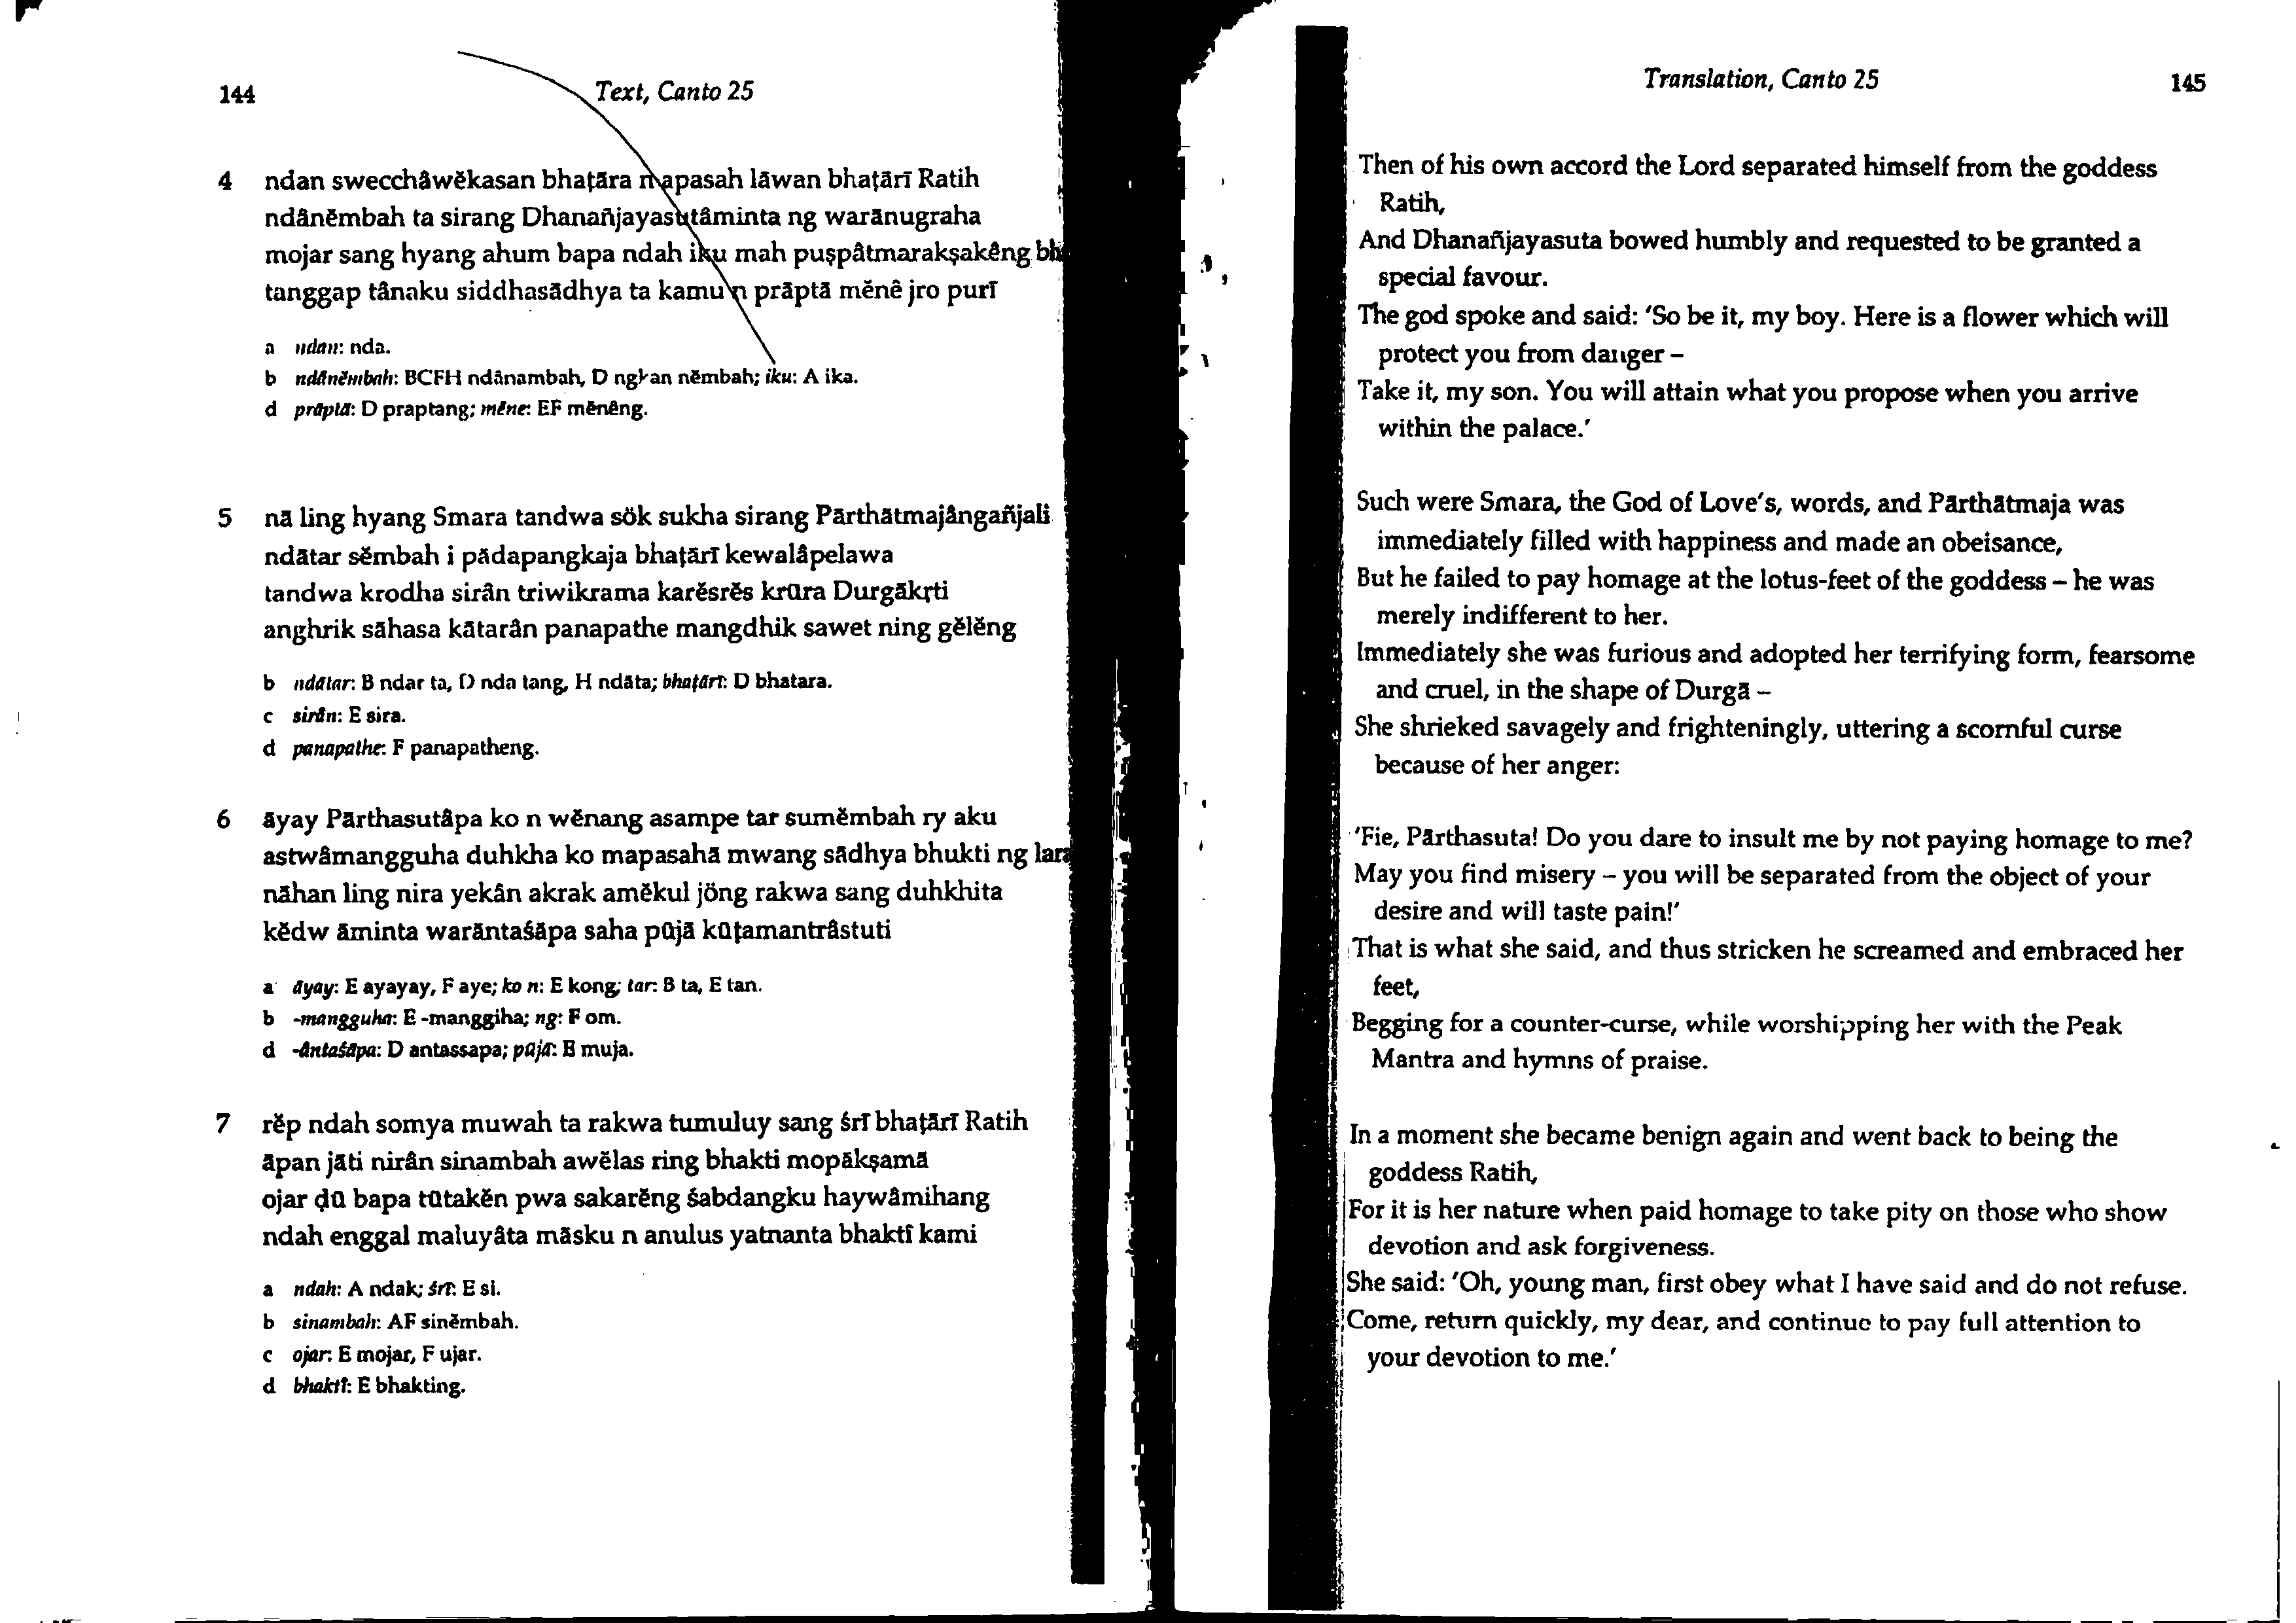 144
Text, Canto 25
4 ndan swecchâwĕkasan bhaṭāra mapasah lāwan bhaṭārī Ratih
ndânĕmbah ta sirang Dhanañjayasutâminta ng warānugraha
mojar sang hyang ahum bapa ndah iku mah puṣpâtmarakṣakêng
tanggap tânaku siddhasādhya ta kamu n prāptā mĕnê jro purī
a ndan: nda.
b ndânĕmbah: BCFH ndânambah, D ngkan nĕmbah; iku: A ika.
d prāptā: D praptang; mĕne: EF mĕnêng.
5 nā ling hyang Smara tandwa sök sukha sirang Pārthātmajângañjali
ndātar sĕmbah i pādapangkaja bhaṭārī kewalâpelawa
tandwa krodha sirân triwikrama karĕsrĕs krūra Durgākṛti
anghrik sāhasa kātarân panapathe mangdhik sawet ning gĕlĕng
b ndātar: B ndar ta, D nda tang, H ndāta; bhaṭārī: D bhatara.
c sirân: E sira.
d panapathe: F panapatheng.
6 āyay Pārthasutâpa ko n wĕnang asampe tar sumĕmbah ry aku
astwâmangguha duhkha ko mapasahā mwang sādhya bhukti ng lara
nāhan ling nira yekân akrak amĕkul jöng rakwa sang duhkhita
kĕdw āminta warāntaśāpa saha pūjā kūṭamantrâstuti
a āyay: E ayayay, F aye; ko n: E kong; tar: B ta, E tan.
b -mangguha: E -manggiha; ng: F om.
d -āntaśāpa: D antassapa; pūjā: B muja.
7 rĕp ndah somya muwah ta rakwa tumuluy sang śrī bhaṭārī Ratih
āpan jāti nirân sinambah awĕlas ring bhakti mopākṣamā
ojar ḍū bapa tūtakĕn pwa sakarĕng śabdangku haywâmihang
ndah enggal maluyâta māsku n anulus yatnanta bhaktî kami
a ndah: A ndak; śrī: E si.
b sinambah: AF sinĕmbah.
c ojar: E mojar, F ujar.
d bhaktî: E bhakting.
Translation, Canto 25
145
Then of his own accord the Lord separated himself from the goddess
Ratih,
And Dhanañjayasuta bowed humbly and requested to be granted a
special favour.
The god spoke and said: ‘So be it, my boy. Here is a flower which will
protect you from danger –
Take it, my son. You will attain what you propose when you arrive
within the palace.’
Such were Smara, the God of Love's, words, and Pārthātmaja was
immediately filled with happiness and made an obeisance,
But he failed to pay homage at the lotus-feet of the goddess – he was
merely indifferent to her.
Immediately she was furious and adopted her terrifying form, fearsome
and cruel, in the shape of Durgā –
She shrieked savagely and frighteningly, uttering a scornful curse
because of her anger:
‘Fie, Pārthasuta! Do you dare to insult me by not paying homage to me?
May you find misery – you will be separated from the object of your
desire and will taste pain!’
That is what she said, and thus stricken he screamed and embraced her
feet,
Begging for a counter-curse, while worshipping her with the Peak
Mantra and hymns of praise.
In a moment she became benign again and went back to being the
goddess Ratih,
For it is her nature when paid homage to take pity on those who show
devotion and ask forgiveness.
She said: ‘Oh, young man, first obey what I have said and do not refuse.
Come, return quickly, my dear, and continue to pay full attention to
your devotion to me.’